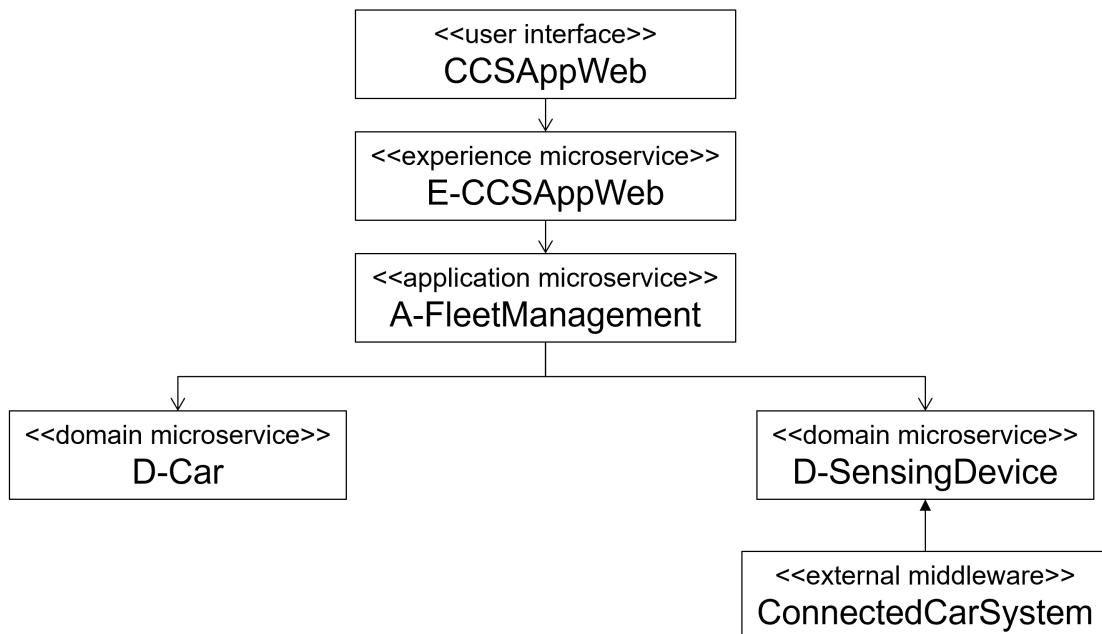 <<user interface>>
CCSAppWeb
<<experience microservice>>
E-CCSAppWeb
<<application microservice>>
A-FleetManagement
<<domain microservice>>
D-Car
<<domain microservice>>
D-SensingDevice
<<external middleware>>
ConnectedCarSystem